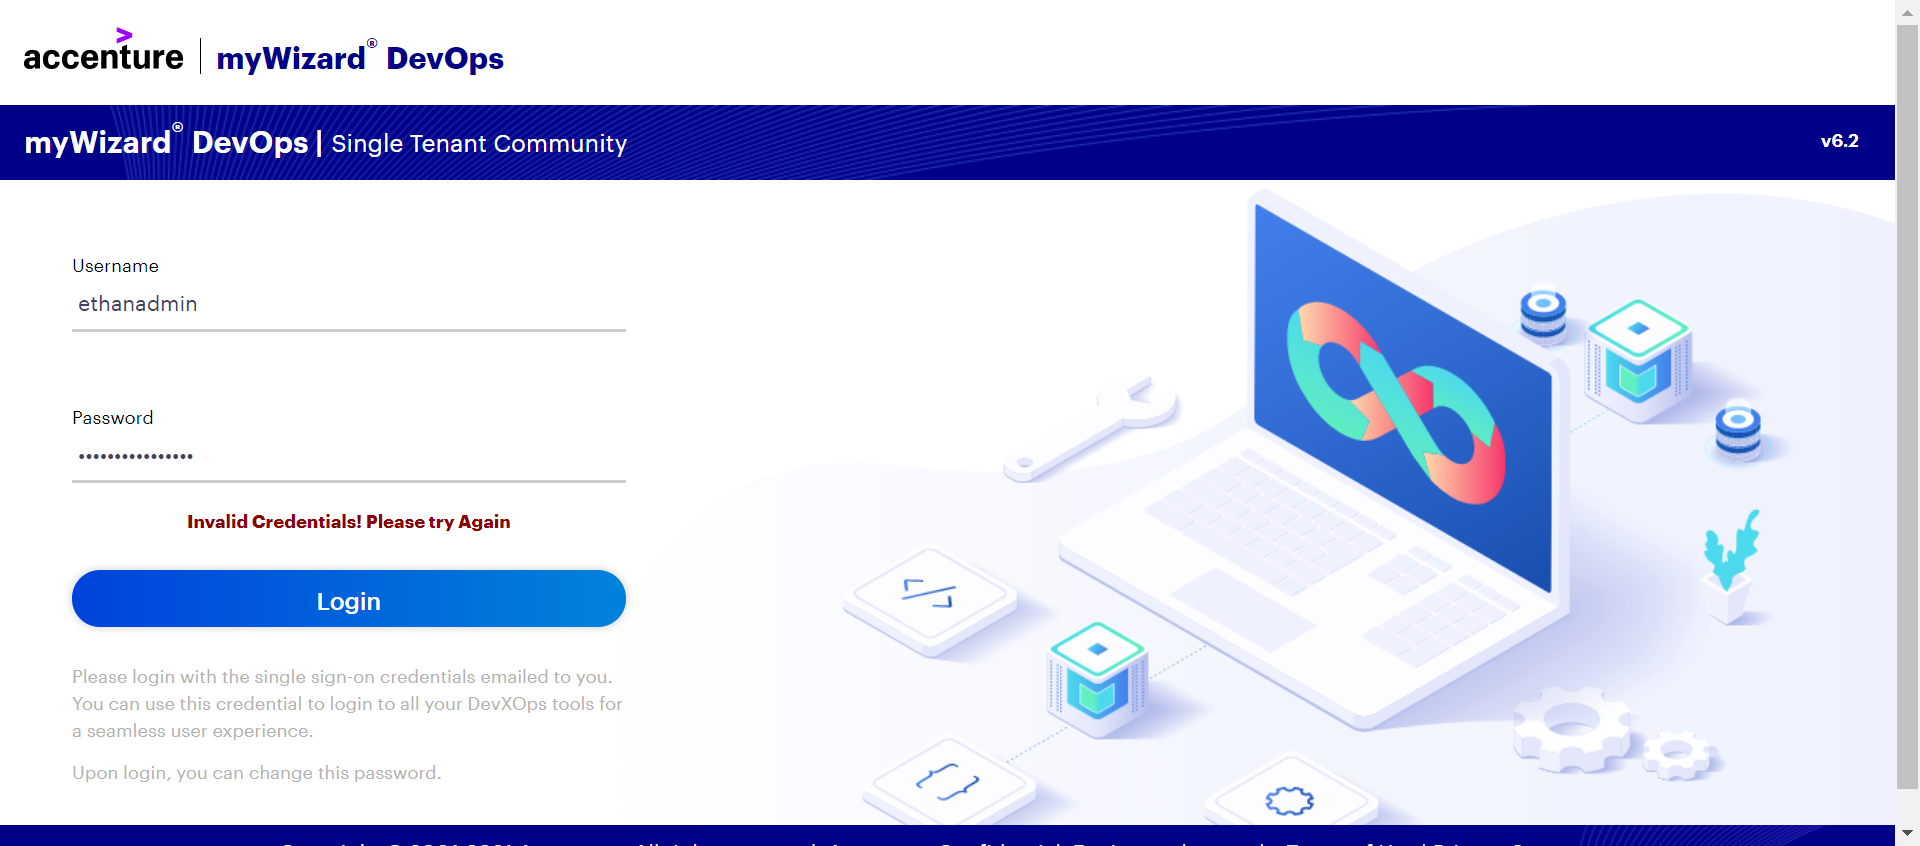 accenture myWizard® DevOps
myWizard® DevOps | Single Tenant Community
v6.2
Username
ethanadmin
Password
••••••••••••••••
Invalid Credentials! Please try Again
Login
Please login with the single sign-on credentials emailed to you.
You can use this credential to login to all your DevXOps tools for
a seamless user experience.
Upon login, you can change this password.